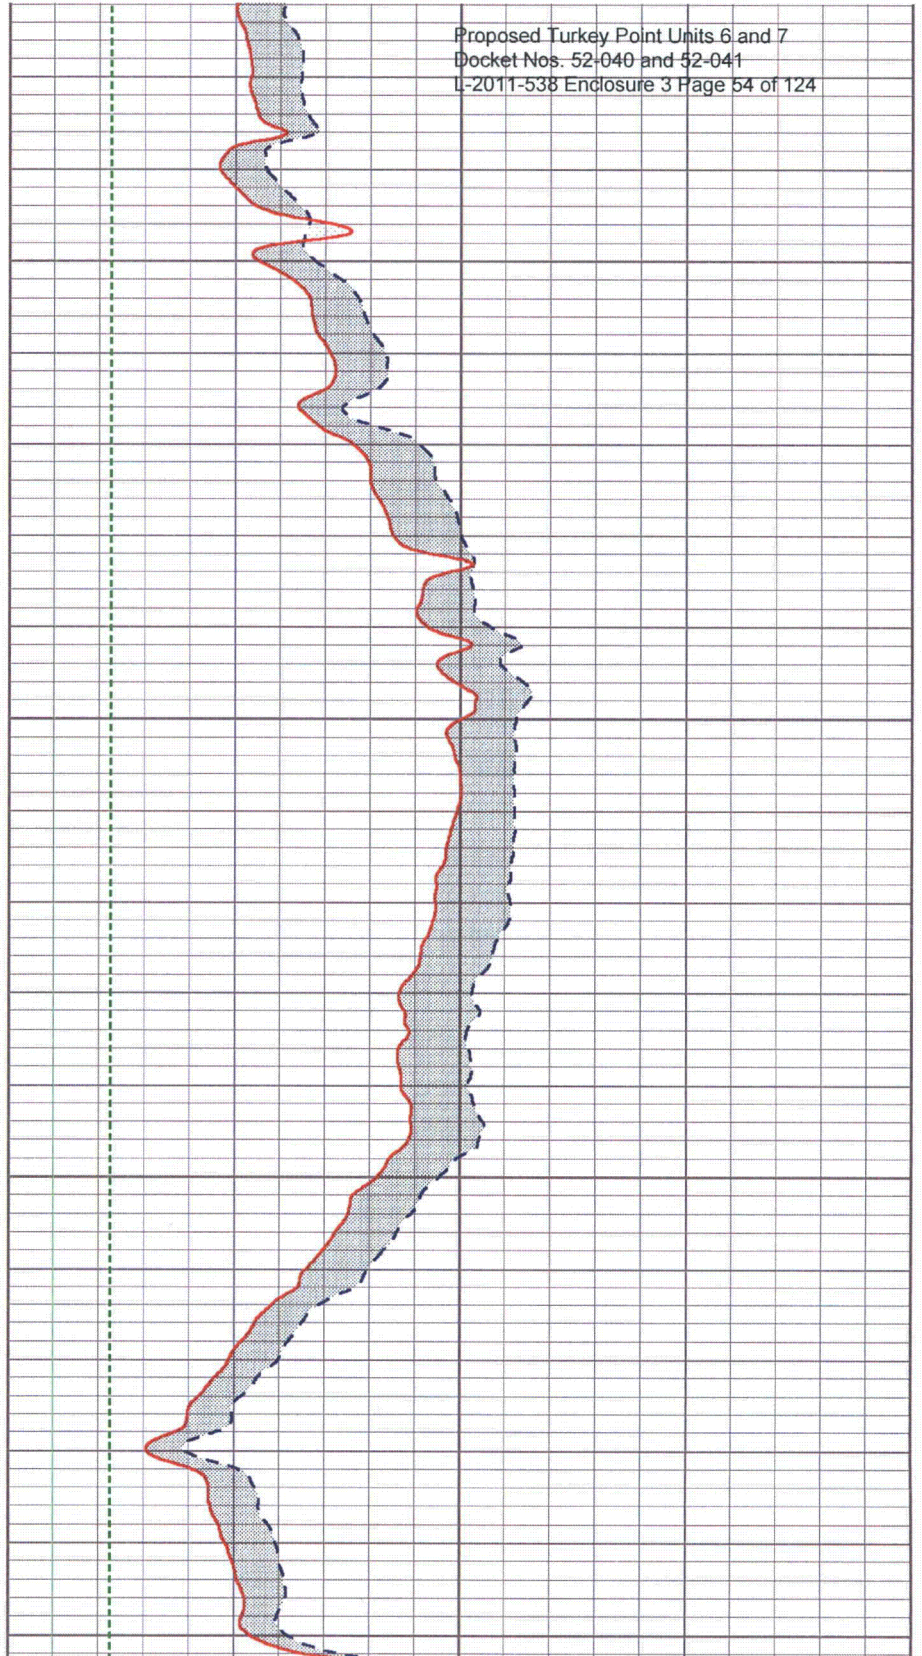 Proposed Turkey Point Units 6 and 7
Docket Nos. 52-040 and 52-041
L-2011-538 Enclosure 3 Page 54 of 124